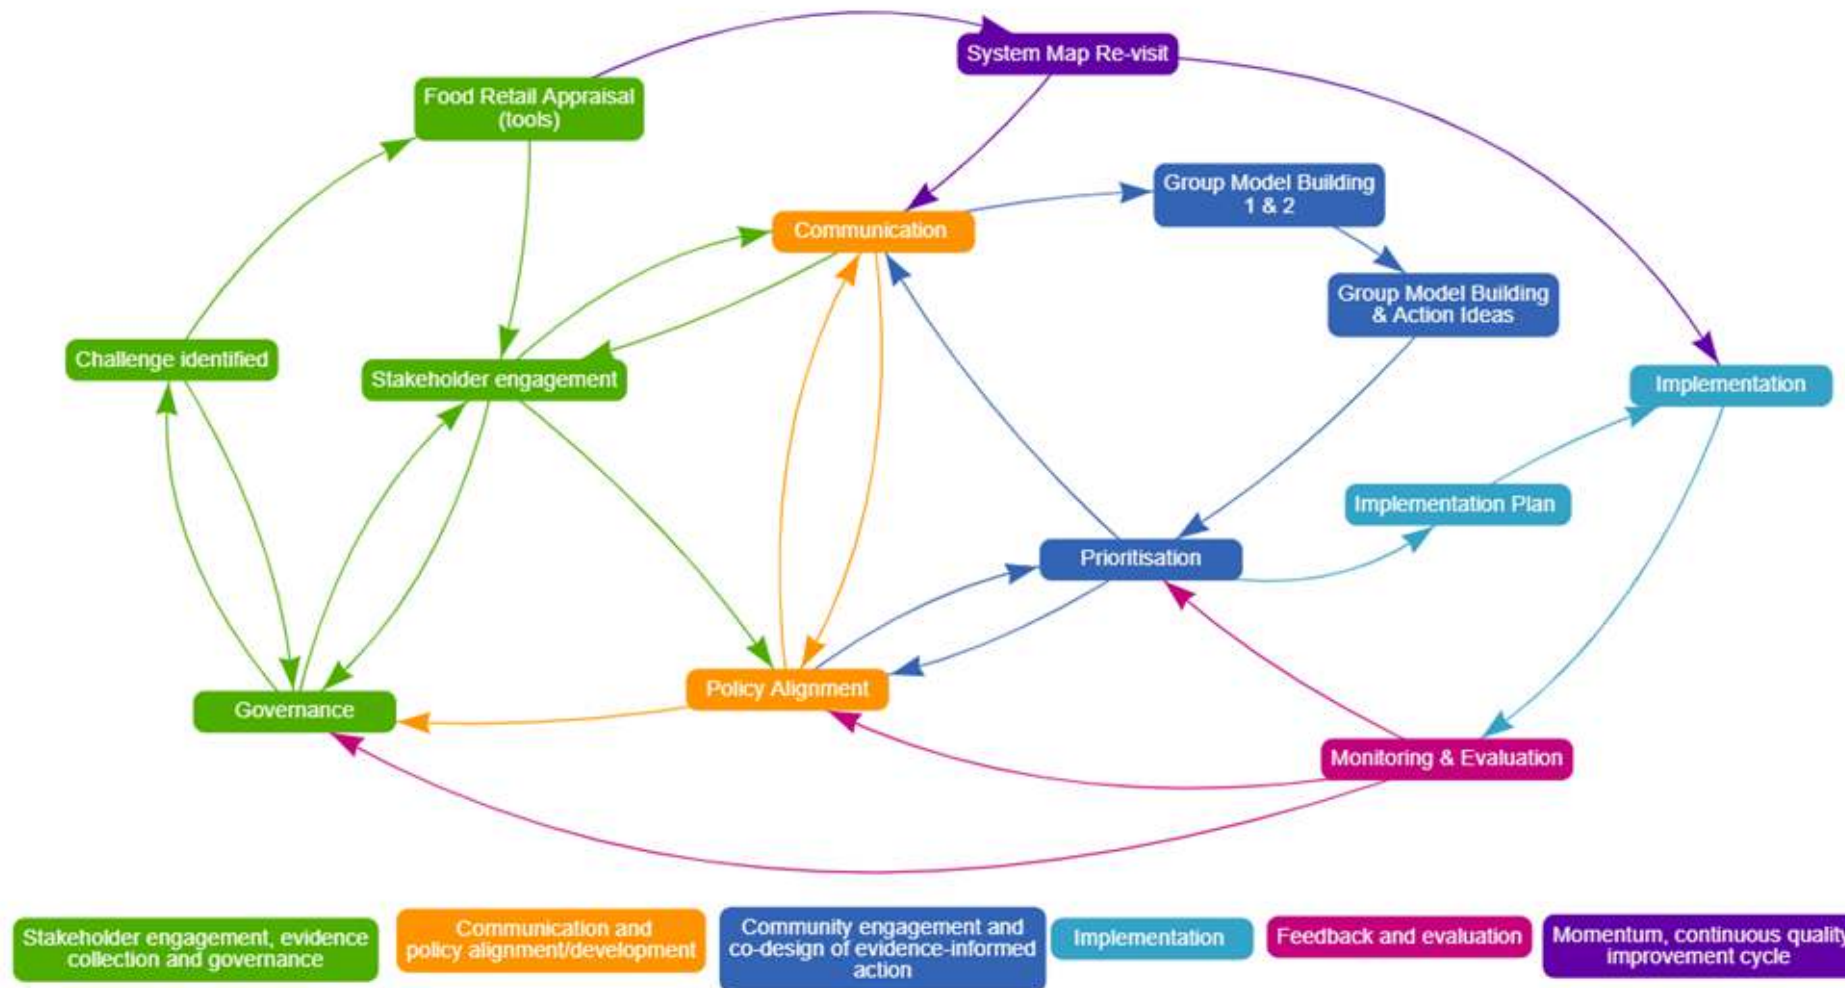 System Map Re-visit
Food Retail Appraisal
(tools)
Group Model Building
1 & 2
Communication
Group Model Building
& Action Ideas
Challenge identified
Stakeholder engagement
Implementation
Implementation Plan
Prioritisation
Policy Alignment
Governance
Monitoring & Evaluation
Stakeholder engagement, evidence
collection and governance
Communication and
policy alignment/development
Community engagement and
co-design of evidence-informed
action
Implementation
Feedback and evaluation
Momentum, continuous quality
improvement cycle